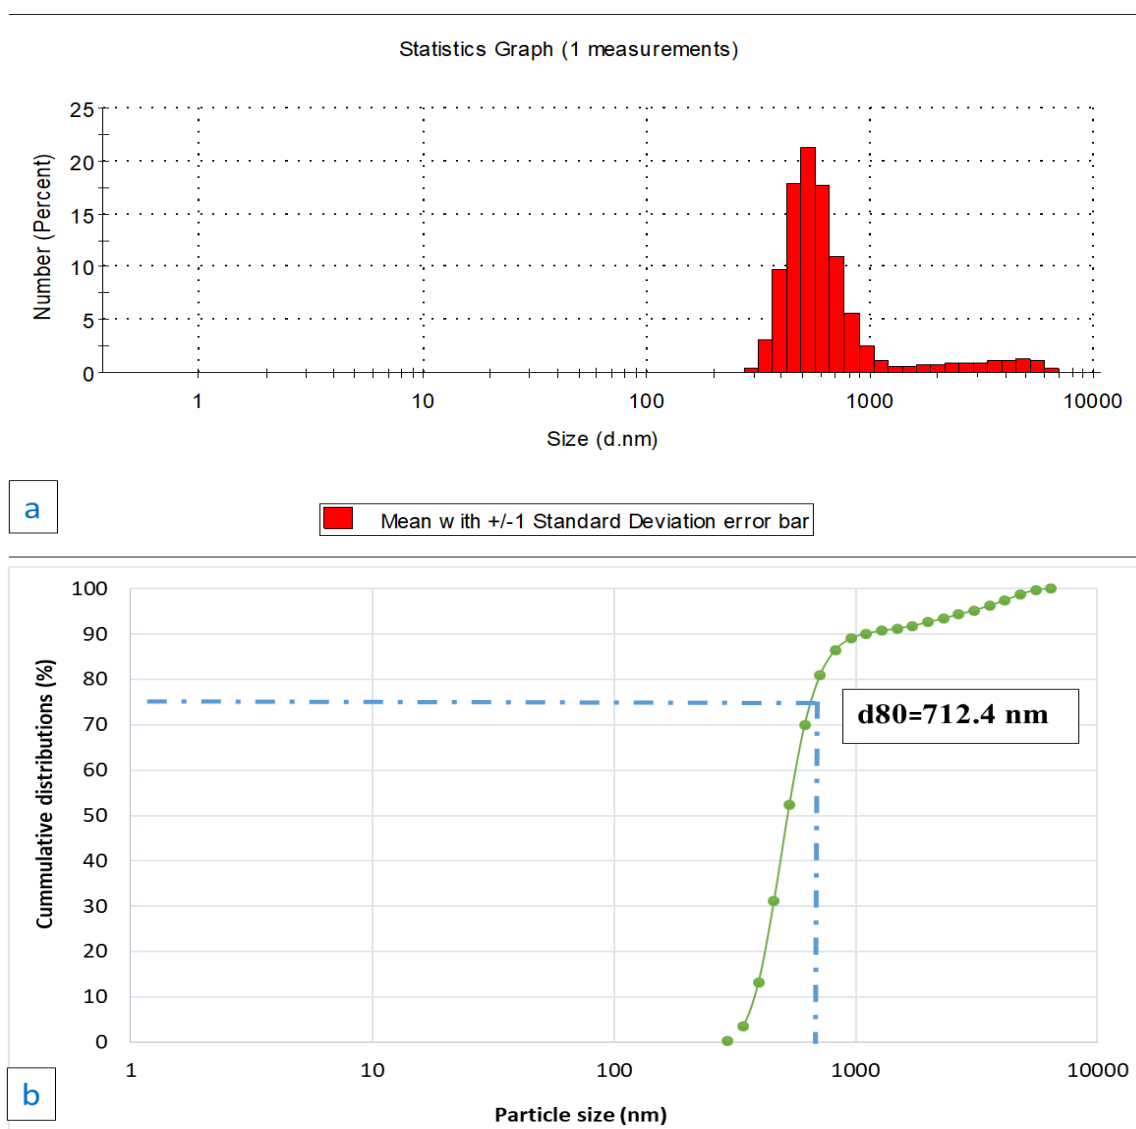 Statistics Graph (1 measurements)
25
20
15
10
5
0
Number (Percent)
1 10 100 1000 10000
Size (d.nm)
a
Mean w ith +/-1 Standard Deviation error bar
100
90
80
70
60
50
40
30
20
10
0
Cummulative distributions (%)
d80=712.4 nm
1 10 100 1000 10000
b
Particle size (nm)